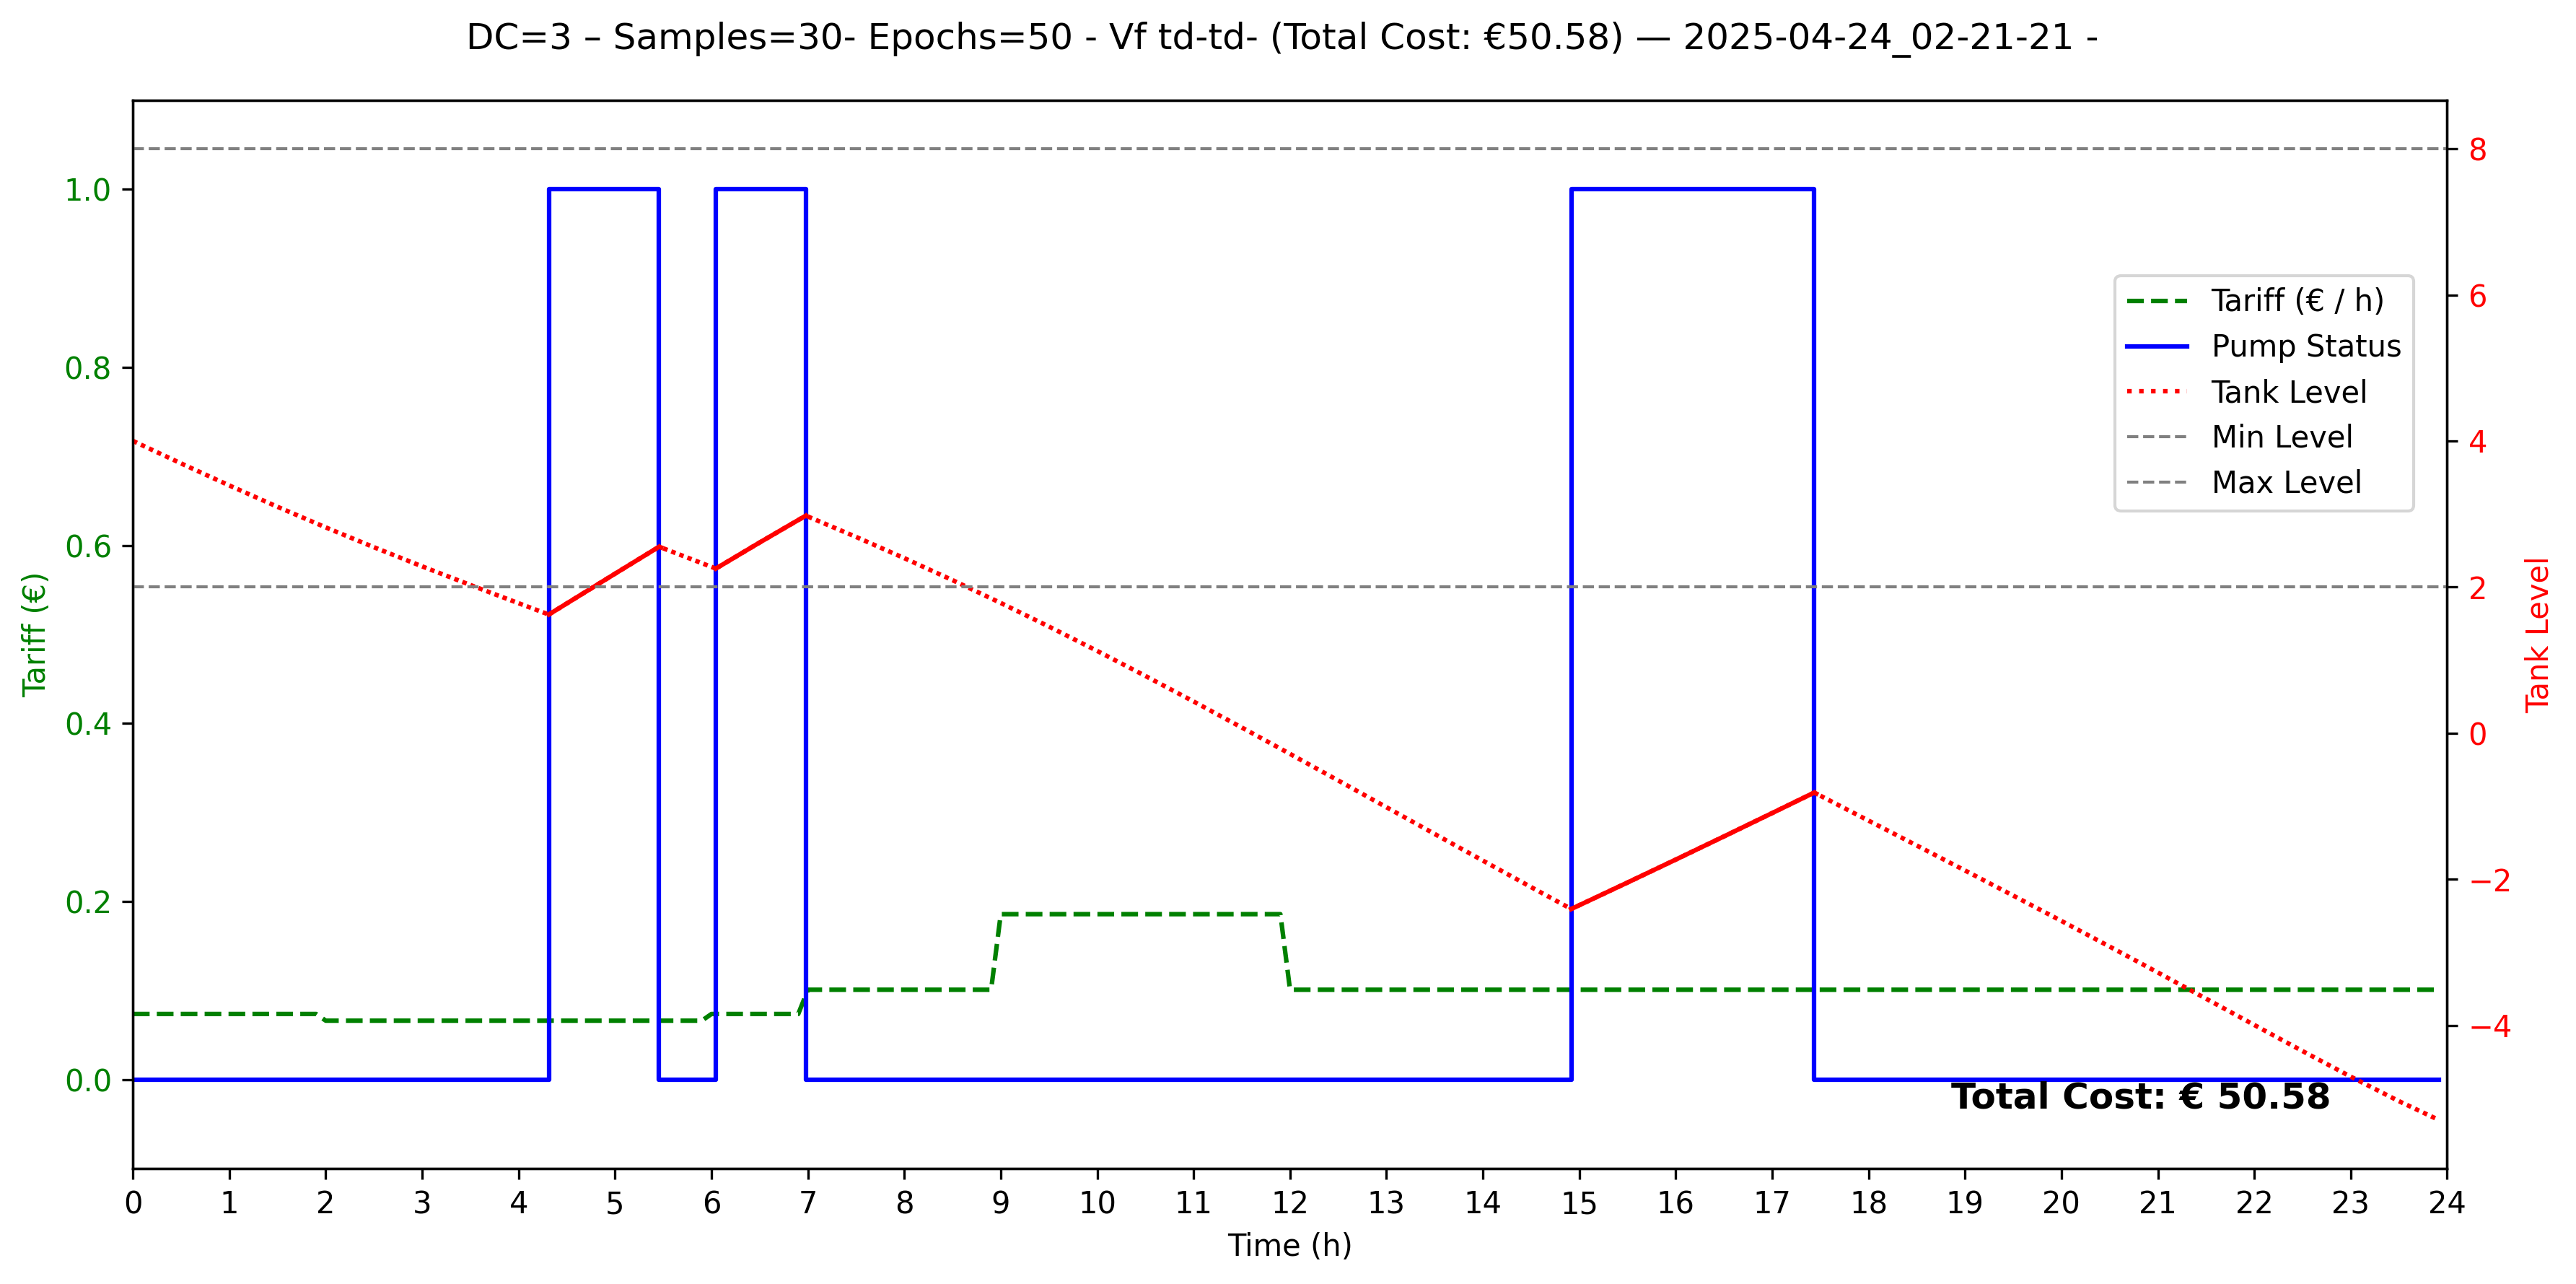 DC=3 – Samples=30- Epochs=50 - Vf td-td- (Total Cost: €50.58) — 2025-04-24_02-21-21 -
1.0
0.8
0.6
0.4
0.2
0.0
Tariff (€)
8
6
4
2
0
−2
−4
Tank Level
Tariff (€ / h)
Pump Status
Tank Level
Min Level
Max Level
Total Cost: € 50.58
0 1 2 3 4 5 6 7 8 9 10 11 12 13 14 15 16 17 18 19 20 21 22 23 24
Time (h)